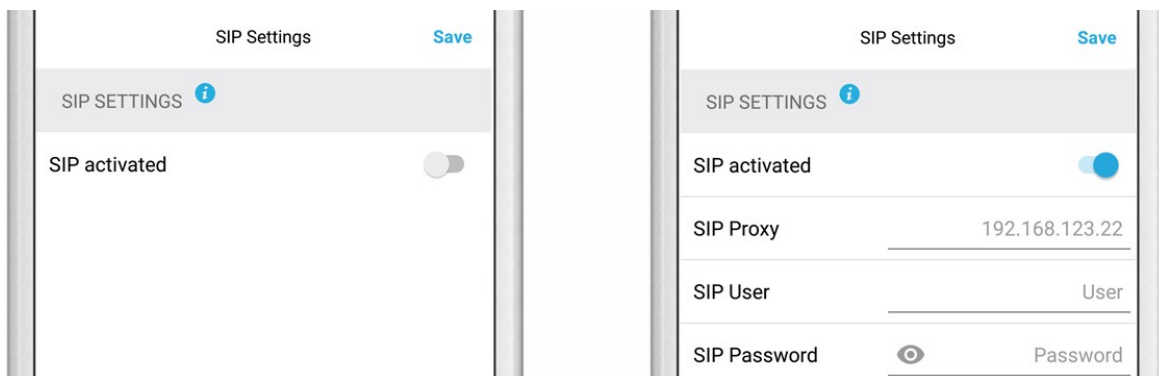 SIP Settings Save
SIP SETTINGS i
SIP activated
SIP Settings Save
SIP SETTINGS i
SIP activated
SIP Proxy 192.168.123.22
SIP User User
SIP Password Password